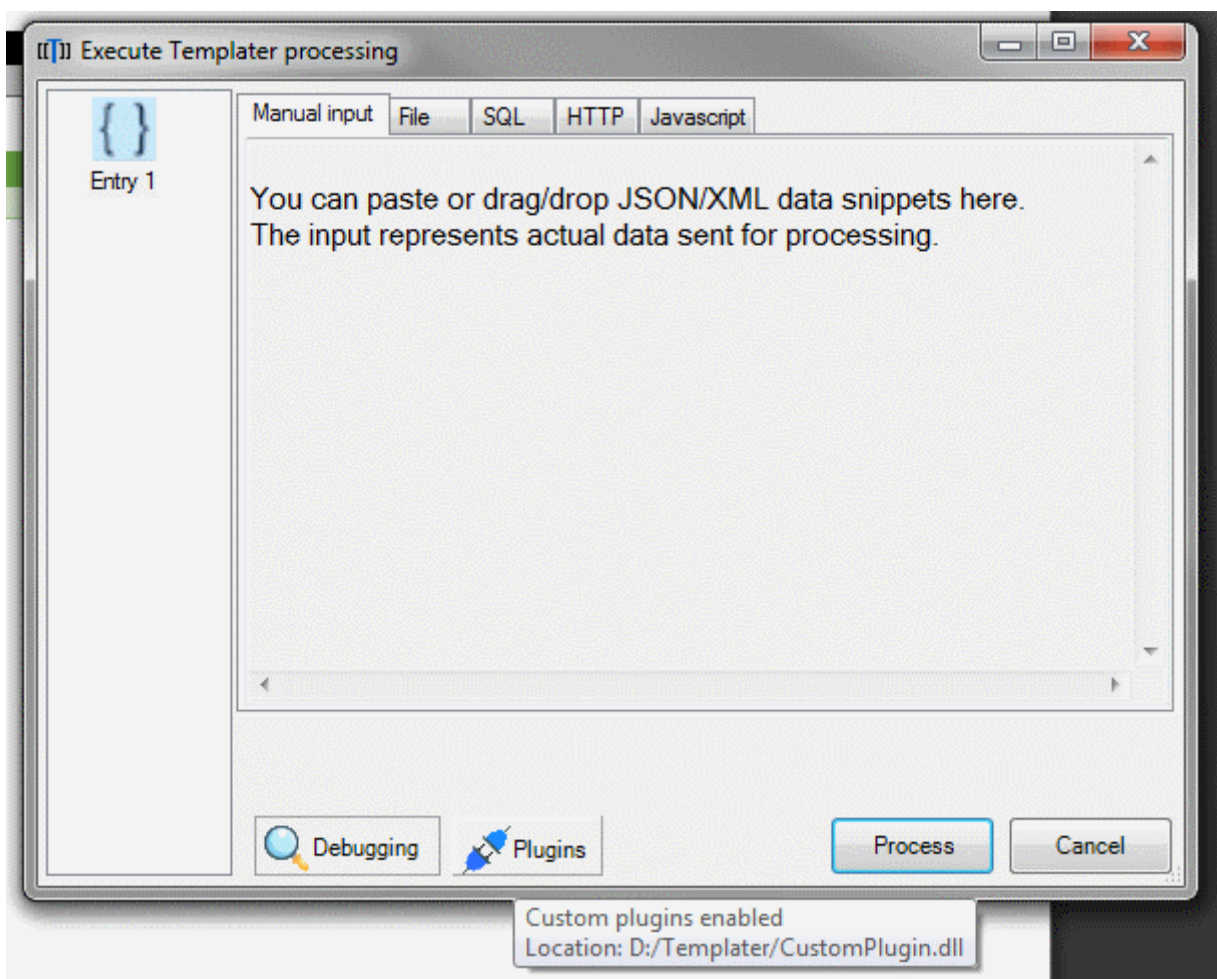 [[T]] Execute Templater processing
Entry 1
Manual input File SQL HTTP Javascript
You can paste or drag/drop JSON/XML data snippets here.
The input represents actual data sent for processing.
Debugging Plugins Process Cancel
Custom plugins enabled
Location: D:/Templater/CustomPlugin.dll